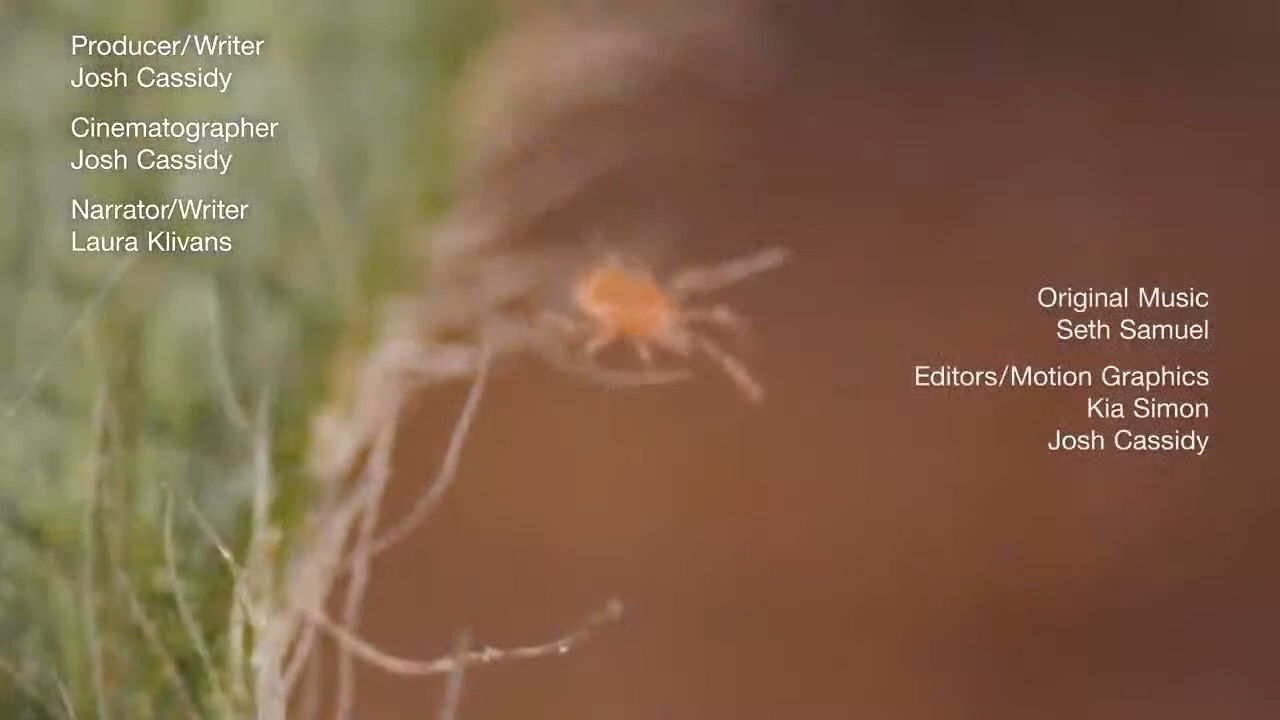 Producer/Writer
Josh Cassidy
Cinematographer
Josh Cassidy
Narrator/Writer
Laura Klivans
Original Music
Seth Samuel
Editors/Motion Graphics
Kia Simon
Josh Cassidy